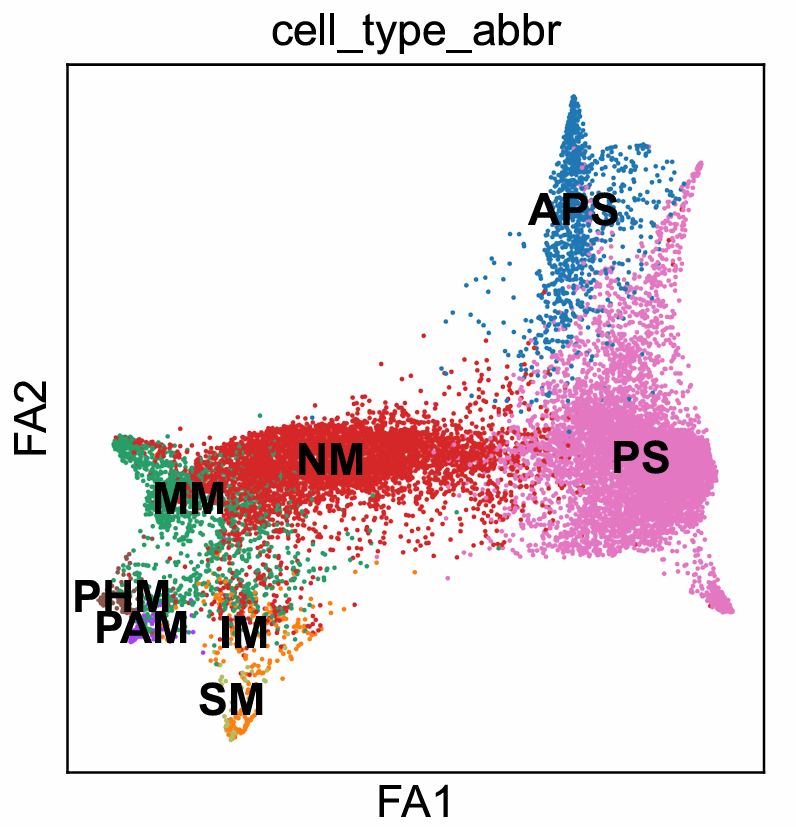 cell_type_abbr
APS
FA2
NM
PS
MM
PHM
PAM
IM
SM
FA1